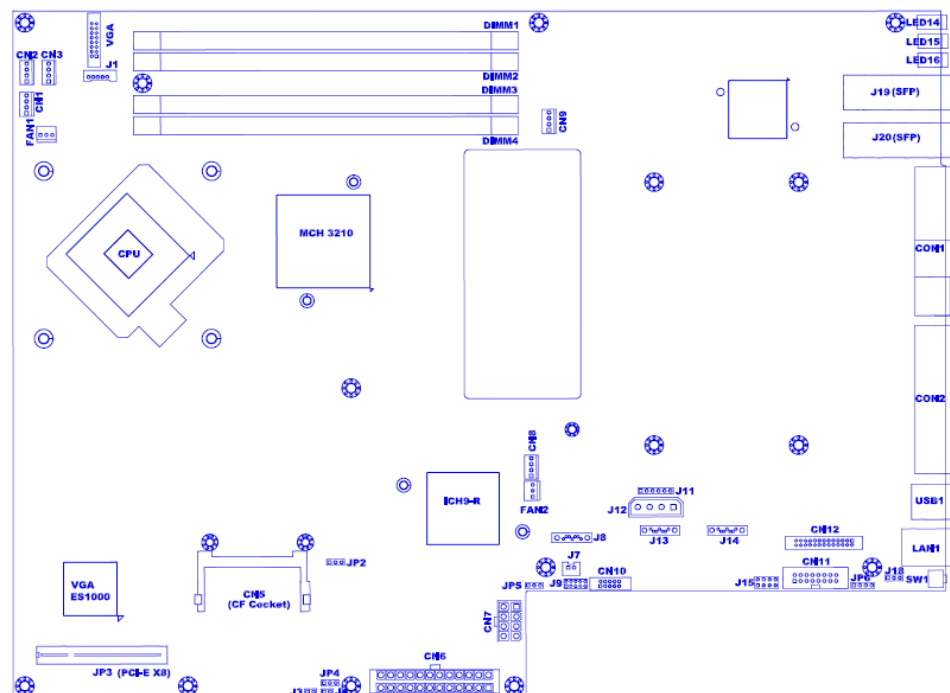 DIMM1
LED14
VGA
LED15
CN2 CN3
J1
LED16
DIMM2
DIMM3
J19(SFP)
CN1
CN9
FAN1
DIMM4
J20(SFP)
MCH 3210
CPU
CON1
CON2
CN8
ICH9-R
J11
USB1
J12
FAN2
J13
J14
CN12
J8
LAN1
JP2
J7
CN10
CN11
J18
VGA
ES1000
CN5
(CF Cocket)
JP5
J9
J15
JP6
SW1
CN7
CN6
JP3 (PCI-E X8)
JP4
J3